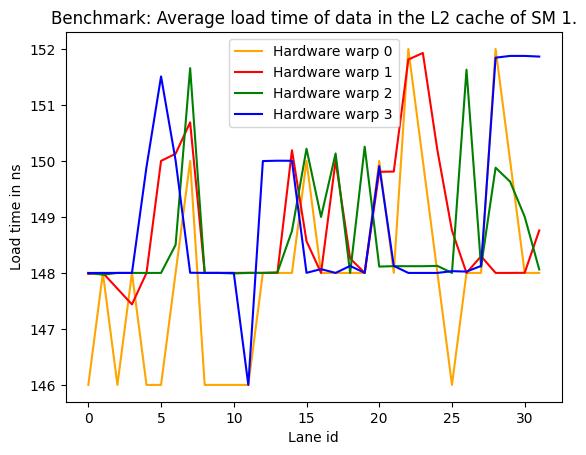 Benchmark: Average load time of data in the L2 cache of SM 1.
Hardware warp 0
Hardware warp 1
Hardware warp 2
Hardware warp 3
Load time in ns
152
151
150
149
148
147
146
0 5 10 15 20 25 30
Lane id